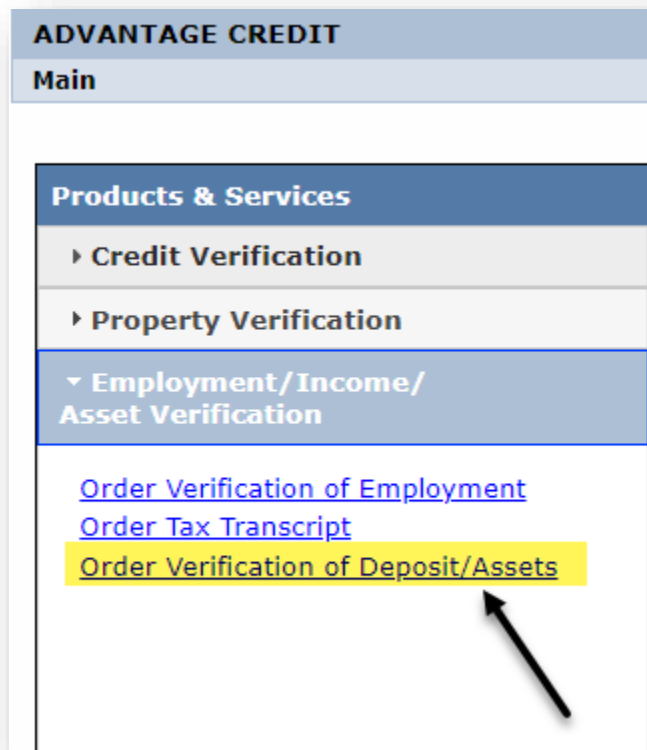 ADVANTAGE CREDIT
Main
Products & Services
Credit Verification
Property Verification
Employment/Income/
Asset Verification
Order Verification of Employment
Order Tax Transcript
Order Verification of Deposit/Assets